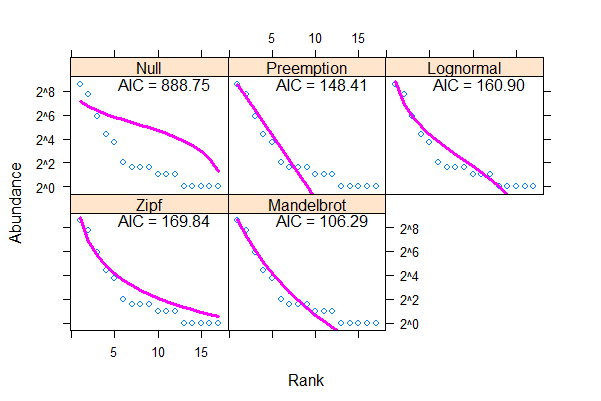 5 10 15
Null Preemption Lognormal
AIC = 888.75 AIC = 148.41 AIC = 160.90
2^8
2^6
2^4
2^2
2^0
Abundance
Zipf Mandelbrot
AIC = 169.84 AIC = 106.29
2^8
2^6
2^4
2^2
2^0
5 10 15
Rank